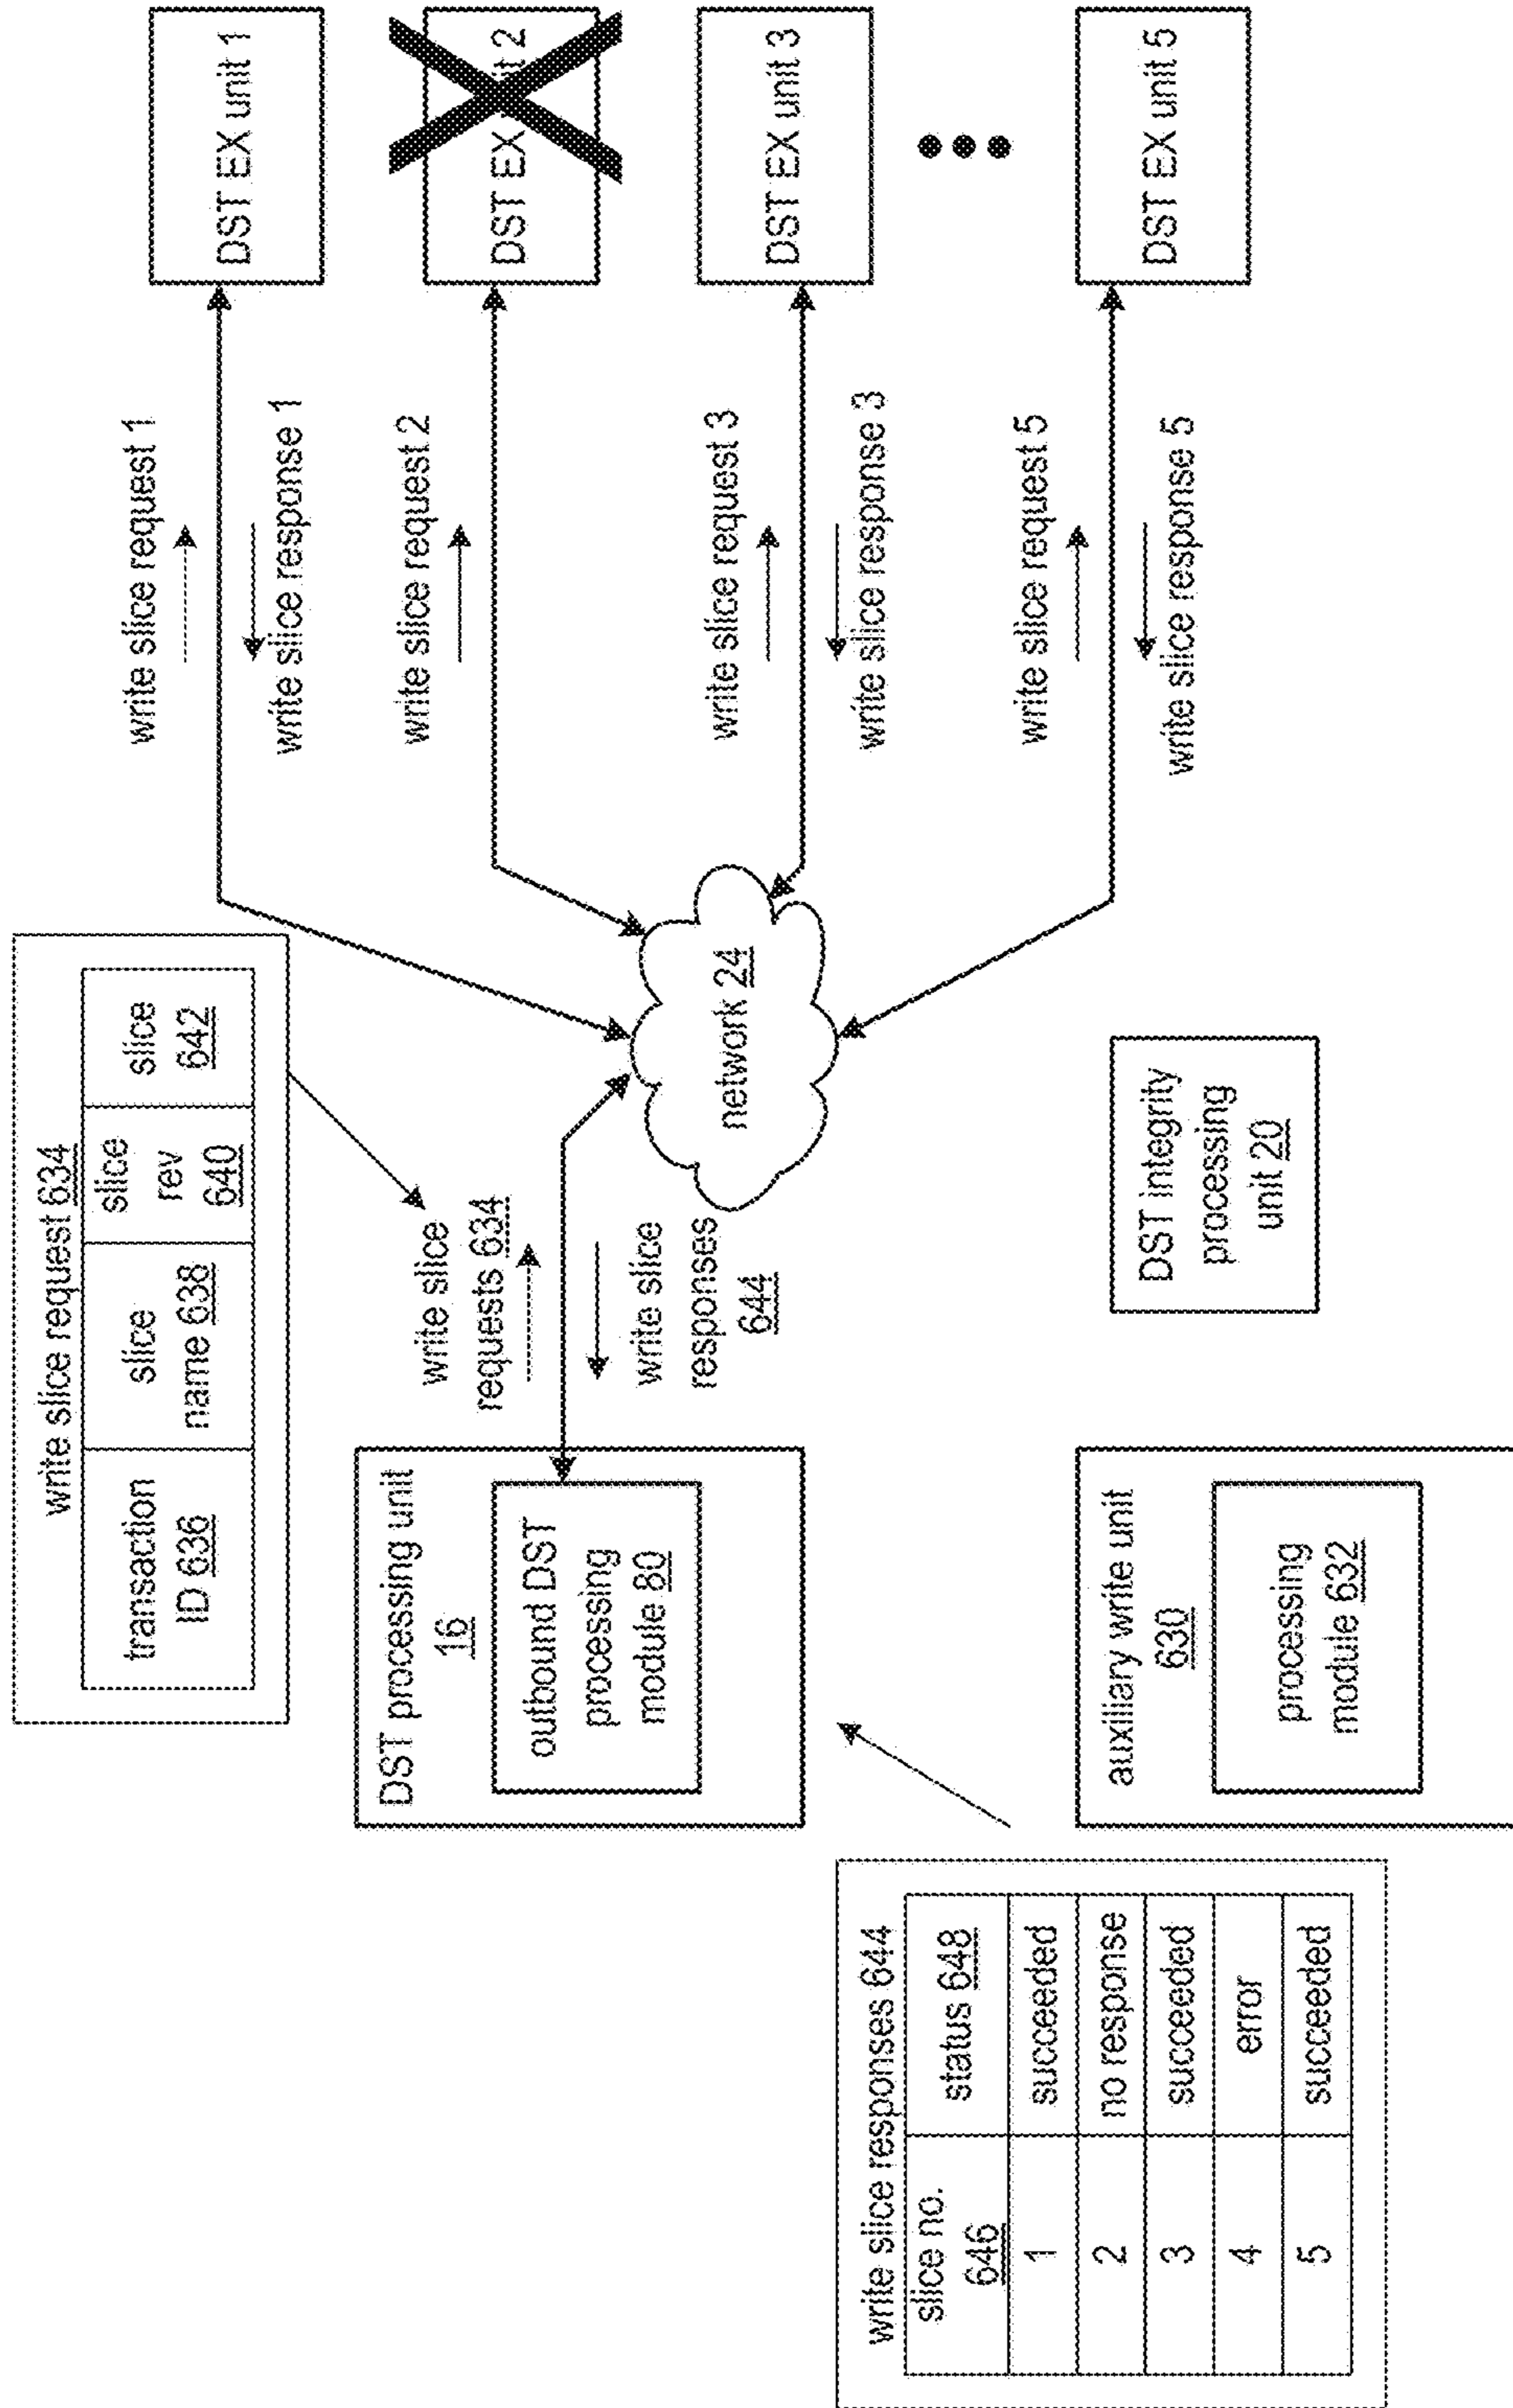 write slice request 634
transaction
ID 636
slice
name 638
slice
rev
640
slice
642
DST processing unit
16
outbound DST
processing
module 80
write slice
requests 634
write slice
responses
644
network 24
write slice request 1
write slice response 1
DST EX unit 1
write slice request 2
DST EX unit 2
write slice request 3
write slice response 3
DST EX unit 3
write slice request 5
write slice response 5
DST EX unit 5
write slice responses 644
slice no.
646
status 648
1
succeeded
2
no response
3
succeeded
4
error
5
succeeded
auxiliary write unit
630
processing
module 632
DST integrity
processing
unit 20